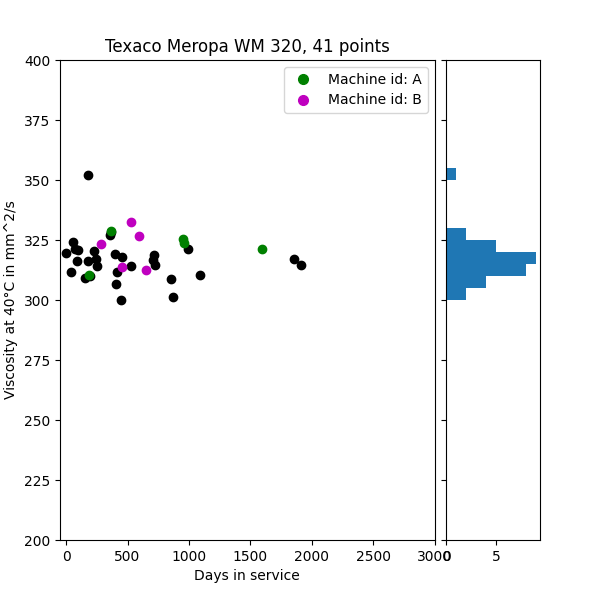 Texaco Meropa WM 320, 41 points
Machine id: A
Machine id: B
400
375
350
325
300
275
250
225
200
Viscosity at 40°C in mm^2/s
0 500 1000 1500 2000 2500 3000
0 5
Days in service